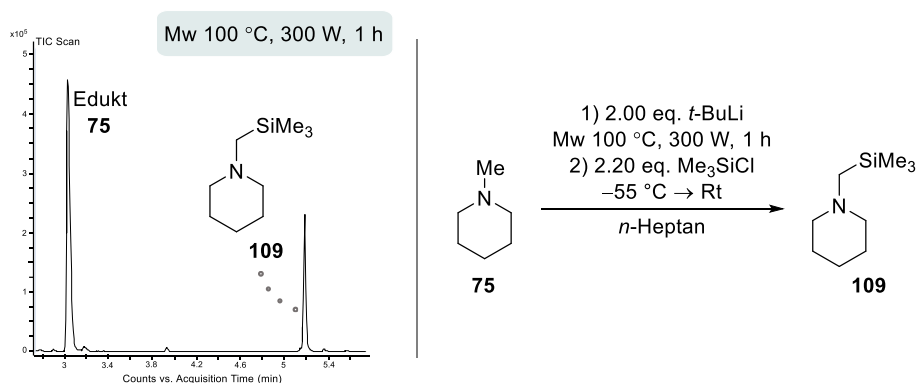 Mw 100 °C, 300 W, 1 h
x10⁵
TIC Scan
5
4
3
2
1
0
Edukt
75
SiMe₃
N
109
3
3.4
3.8
4.2
4.6
5
5.4
Counts vs. Acquisition Time (min)
Me
N
75
1) 2.00 eq. t-BuLi
Mw 100 °C, 300 W, 1 h
2) 2.20 eq. Me₃SiCl
–55 °C → Rt
n-Heptan
SiMe₃
N
109